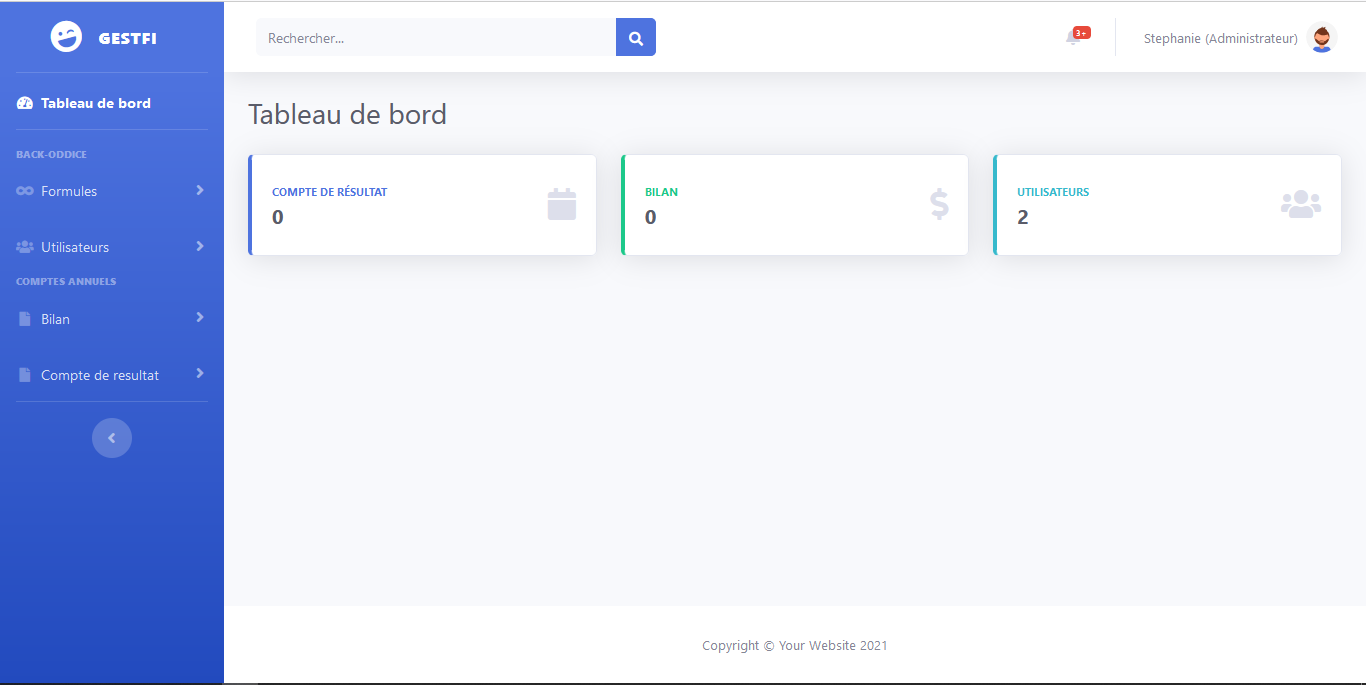 GESTFI
Tableau de bord
BACK-ODDICE
Formules
Utilisateurs
COMPTES ANNUELS
Bilan
Compte de resultat
Rechercher...
3+
Stephanie (Administrateur)
Tableau de bord
COMPTE DE RÉSULTAT
0
BILAN
0
UTILISATEURS
2
Copyright © Your Website 2021